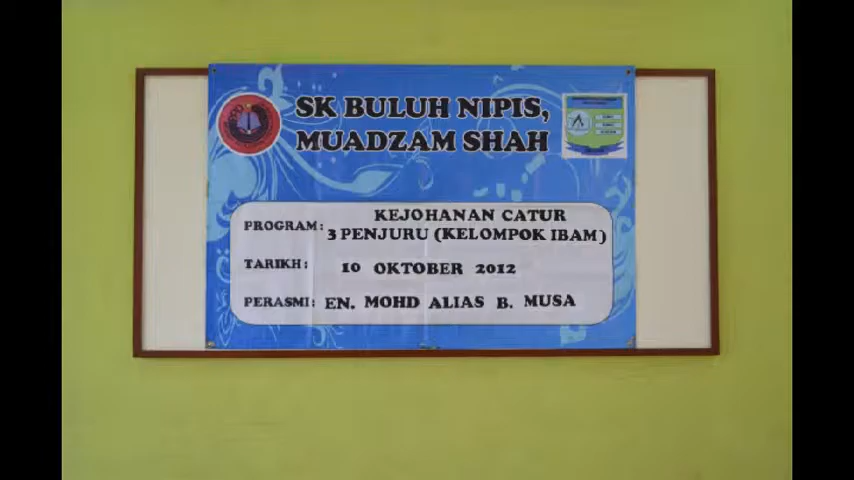 SK BULUH NIPIS,
MUADZAM SHAH
PROGRAM: KEJOHANAN CATUR
3 PENJURU (KELOMPOK IBAM)
TARIKH: 10 OKTOBER 2012
PERASMI: EN. MOHD ALIAS B. MUSA